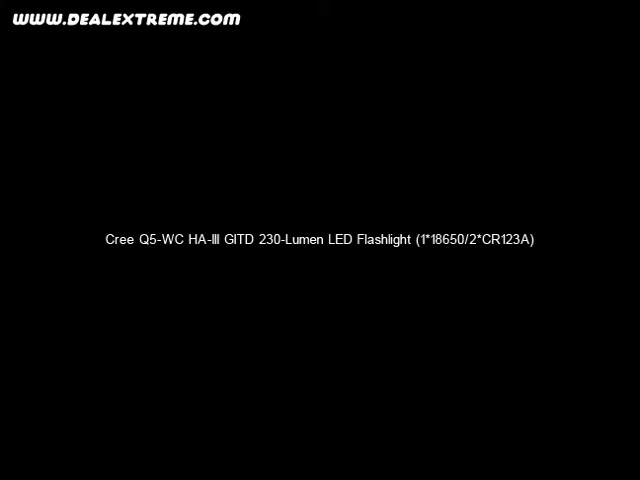 WWW.DEALEXTREME.COM
Cree Q5-WC HA-III GITD 230-Lumen LED Flashlight (1*18650/2*CR123A)